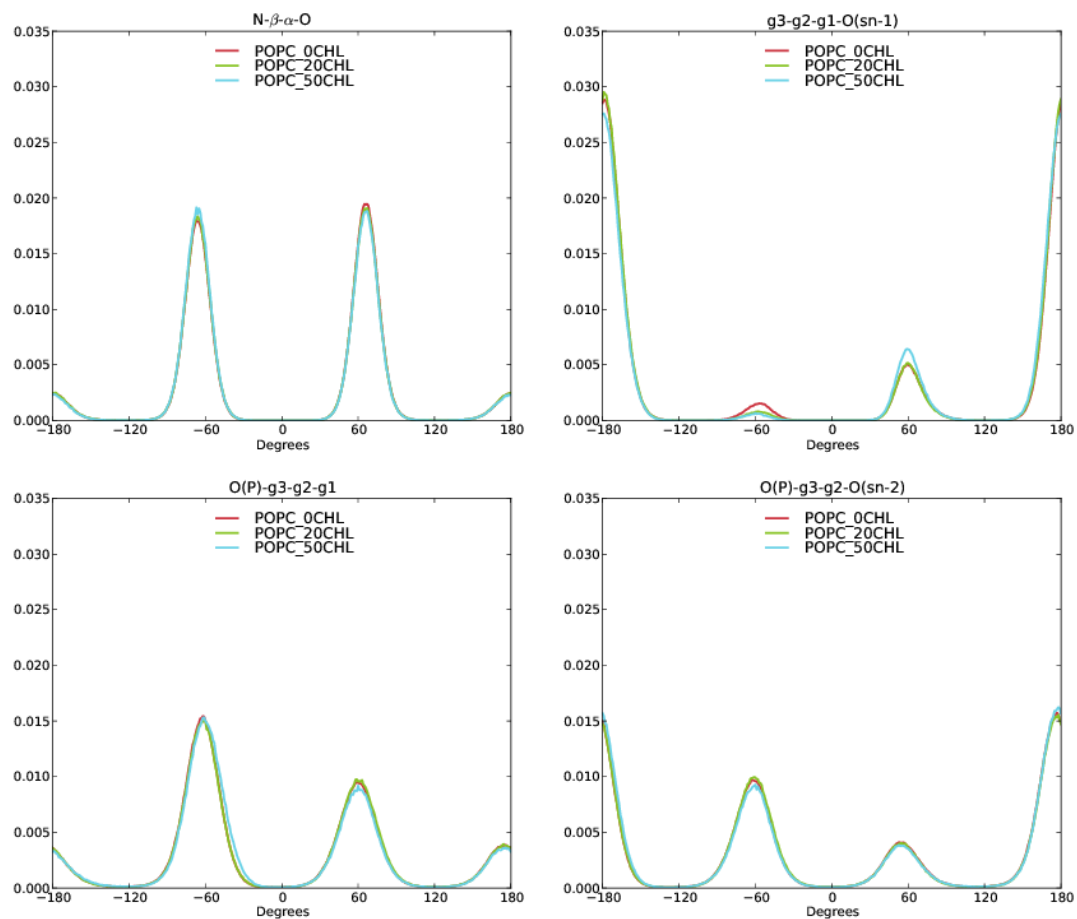 N-β-α-O
POPC_0CHL
POPC_20CHL
POPC_50CHL
0.035
0.030
0.025
0.020
0.015
0.010
0.005
0.000
−180 −120 −60 0 60 120 180
Degrees
g3-g2-g1-O(sn-1)
POPC_0CHL
POPC_20CHL
POPC_50CHL
0.035
0.030
0.025
0.020
0.015
0.010
0.005
0.000
−180 −120 −60 0 60 120 180
Degrees
O(P)-g3-g2-g1
POPC_0CHL
POPC_20CHL
POPC_50CHL
0.035
0.030
0.025
0.020
0.015
0.010
0.005
0.000
−180 −120 −60 0 60 120 180
Degrees
O(P)-g3-g2-O(sn-2)
POPC_0CHL
POPC_20CHL
POPC_50CHL
0.035
0.030
0.025
0.020
0.015
0.010
0.005
0.000
−180 −120 −60 0 60 120 180
Degrees